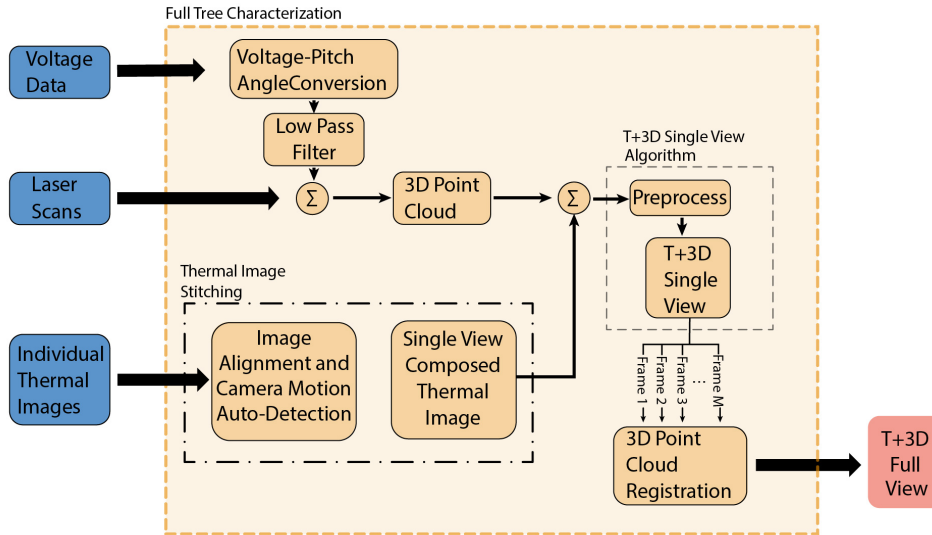 Full Tree Characterization
Voltage
Data
Voltage-Pitch
AngleConversion
Low Pass
Filter
Laser
Scans
Σ
3D Point
Cloud
Σ
T+3D Single View
Algorithm
Preprocess
T+3D
Single
View
Thermal Image
Stitching
Individual
Thermal
Images
Image
Alignment and
Camera Motion
Auto-Detection
Single View
Composed
Thermal
Image
Frame 1
Frame 2
Frame 3
...
Frame M
3D Point
Cloud
Registration
T+3D
Full
View